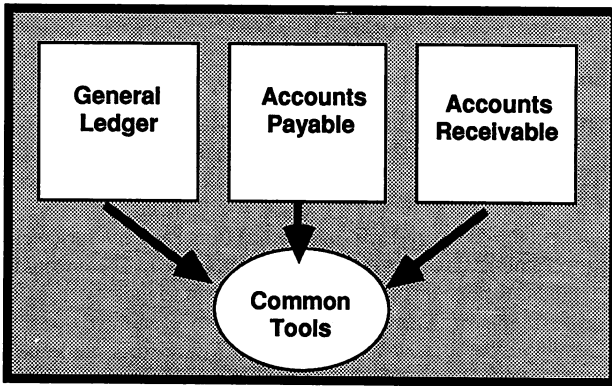 General
Ledger
Accounts
Payable
Accounts
Receivable
Common
Tools